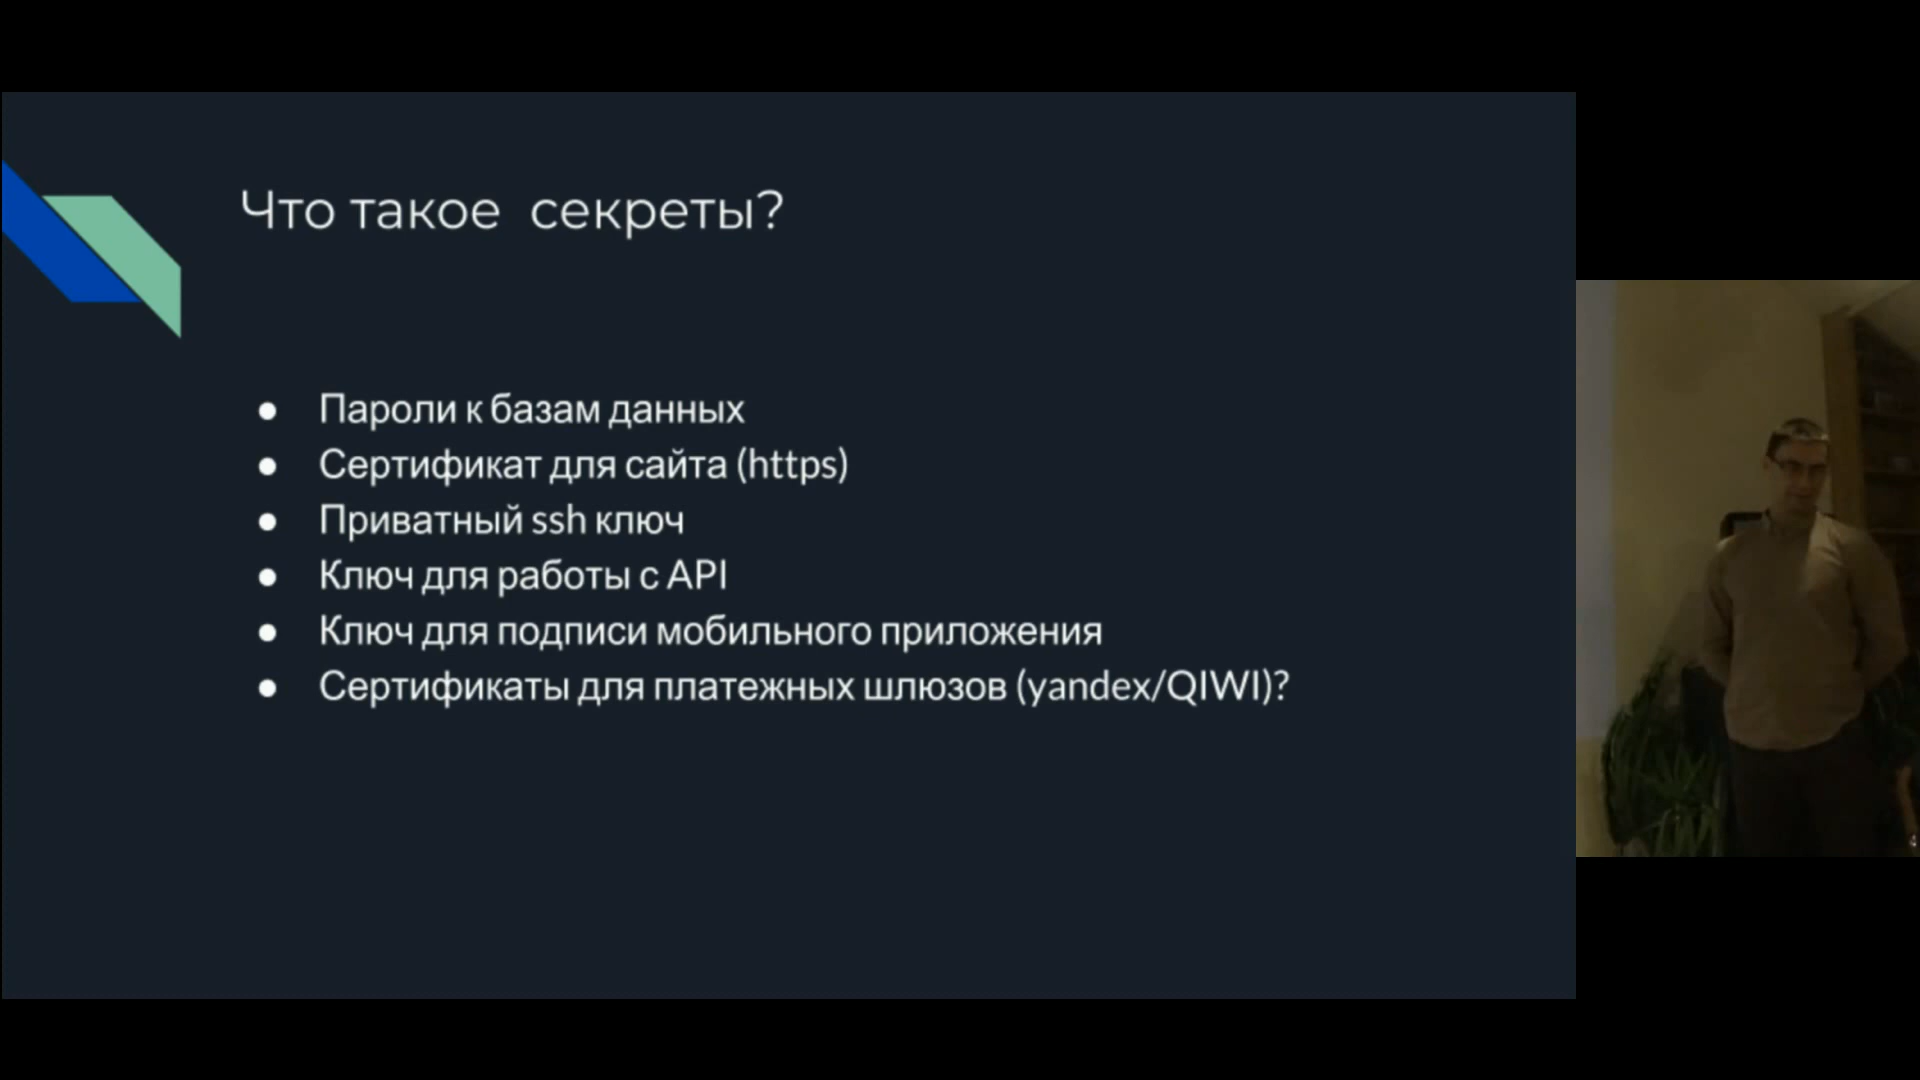 Что такое  секреты?
● Пароли к базам данных
● Сертификат для сайта (https)
● Приватный ssh ключ
● Ключ для работы с API
● Ключ для подписи мобильного приложения
● Сертификаты для платежных шлюзов (yandex/QIWI)?